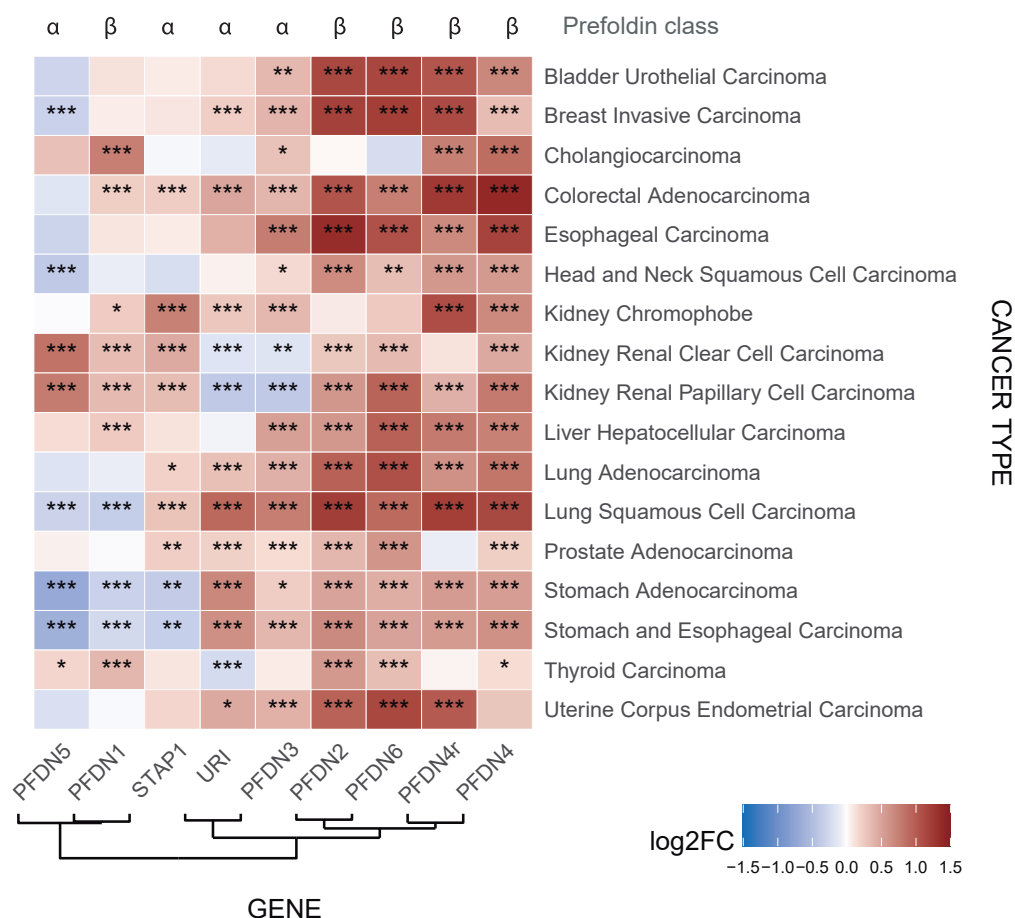 α β α α α β β β β Prefoldin class
** *** *** *** *** Bladder Urothelial Carcinoma
*** *** *** *** *** *** *** Breast Invasive Carcinoma
*** * *** *** Cholangiocarcinoma
*** *** *** *** *** *** *** *** Colorectal Adenocarcinoma
*** *** *** *** *** Esophageal Carcinoma
*** * *** ** *** *** Head and Neck Squamous Cell Carcinoma
* *** *** *** *** *** Kidney Chromophobe
*** *** *** *** ** *** *** *** Kidney Renal Clear Cell Carcinoma
*** *** *** *** *** *** *** *** *** Kidney Renal Papillary Cell Carcinoma
*** *** *** *** *** *** Liver Hepatocellular Carcinoma
* *** *** *** *** *** *** Lung Adenocarcinoma
*** *** *** *** *** *** *** *** *** Lung Squamous Cell Carcinoma
** *** *** *** *** *** Prostate Adenocarcinoma
*** *** ** *** * *** *** *** *** Stomach Adenocarcinoma
*** *** ** *** *** *** *** *** *** Stomach and Esophageal Carcinoma
* *** *** *** *** * Thyroid Carcinoma
* *** *** *** *** Uterine Corpus Endometrial Carcinoma
CANCER TYPE
PFDN5 PFDN1 STAP1 URI PFDN3 PFDN2 PFDN6 PFDN4r PFDN4
log2FC
−1.5 −1.0 −0.5 0.0 0.5 1.0 1.5
GENE